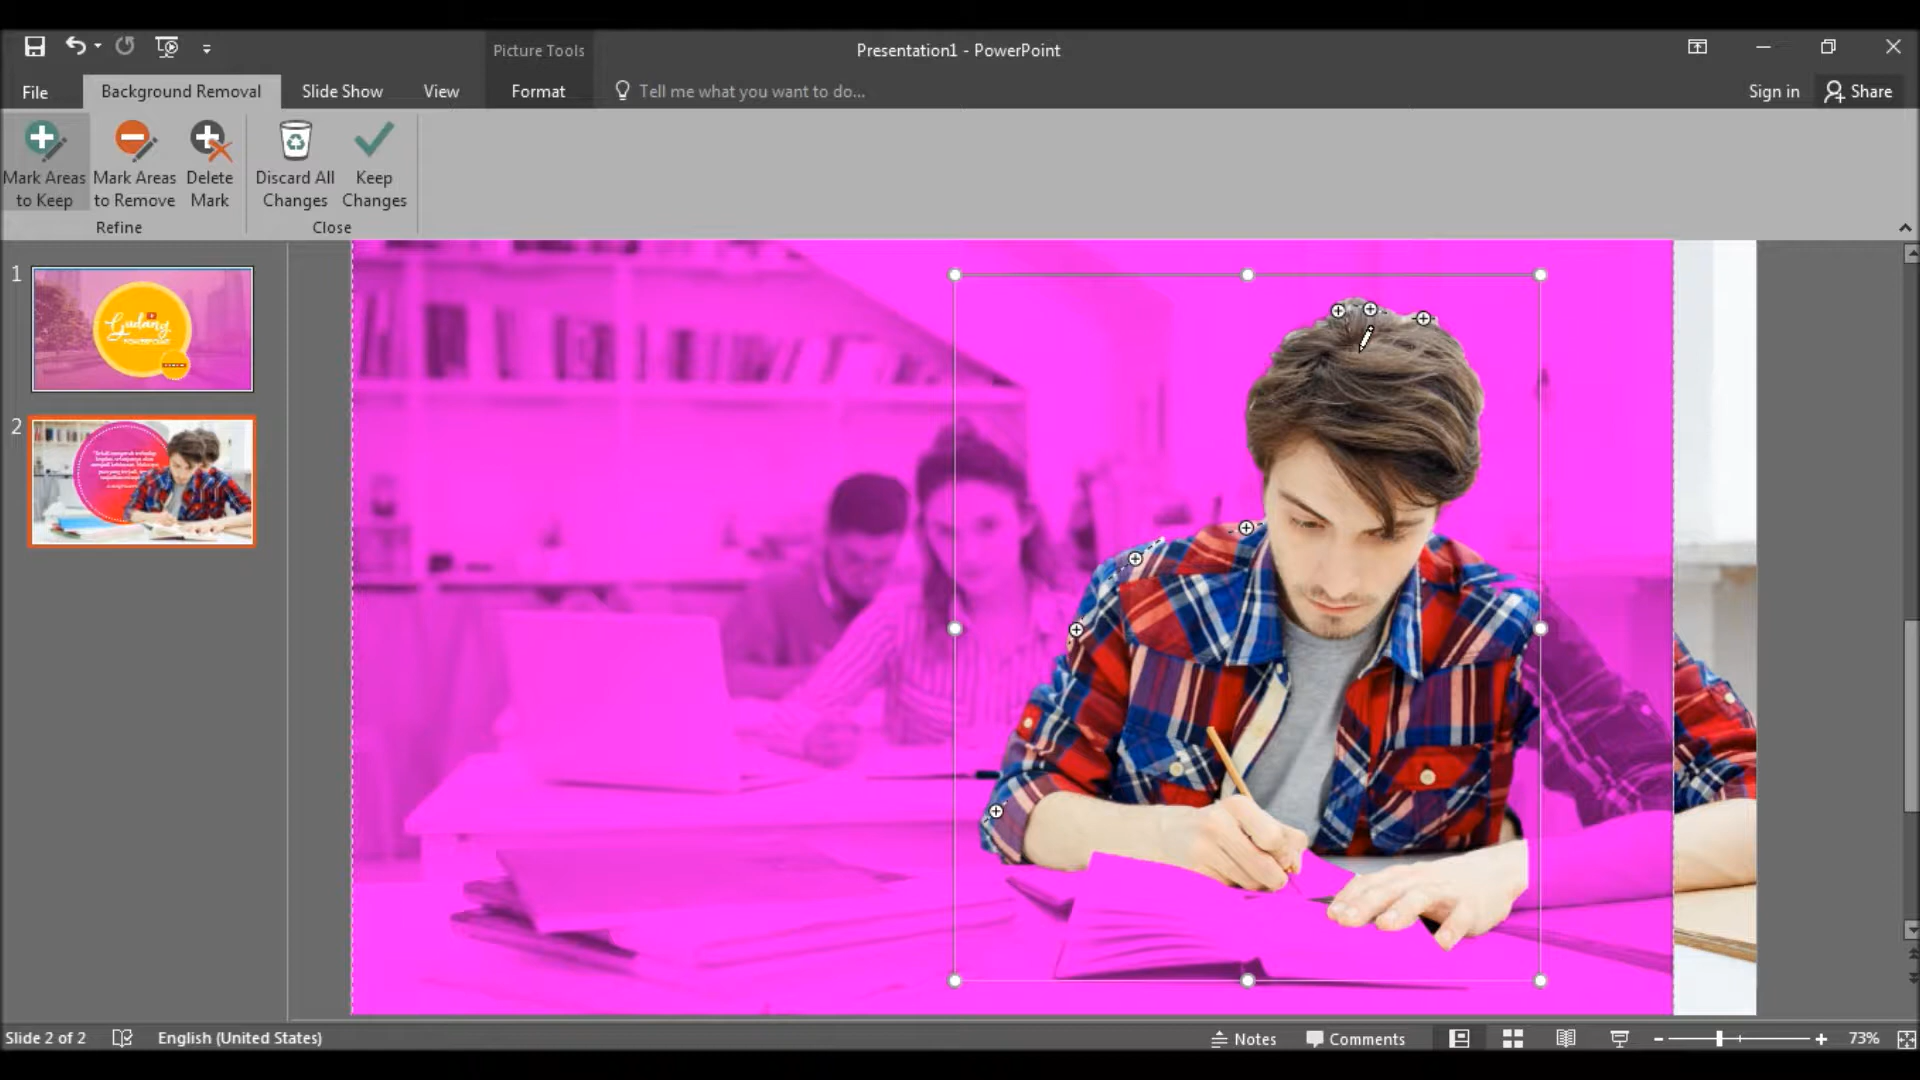 Picture Tools
Presentation1 - PowerPoint
File
Background Removal
Slide Show
View
Format
Tell me what you want to do...
Sign in
Share
Mark Areas to Keep
Mark Areas to Remove
Delete Mark
Discard All Changes
Keep Changes
Refine
Close
1
Gudang
POWERPOINT
2
Slide 2 of 2
English (United States)
Notes
Comments
73%